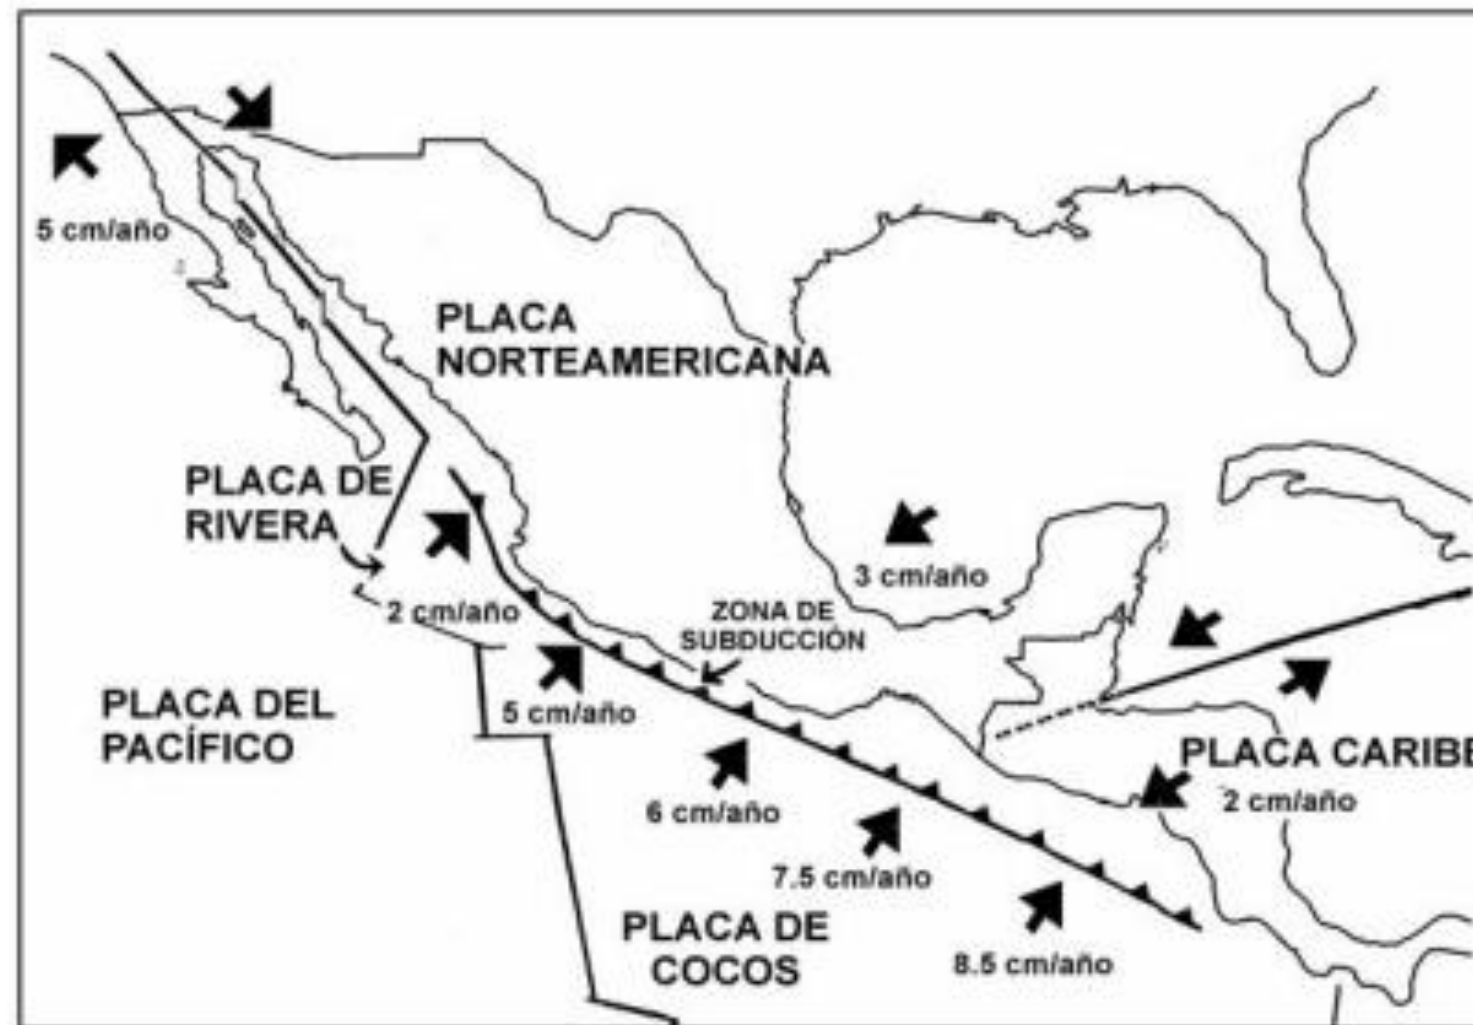 5 cm/año
PLACA
NORTEAMERICANA
PLACA DE
RIVERA
3 cm/año
2 cm/año
ZONA DE
SUBDUCCIÓN
PLACA DEL
PACÍFICO
5 cm/año
PLACA CARIBE
2 cm/año
6 cm/año
7.5 cm/año
PLACA DE
COCOS
8.5 cm/año